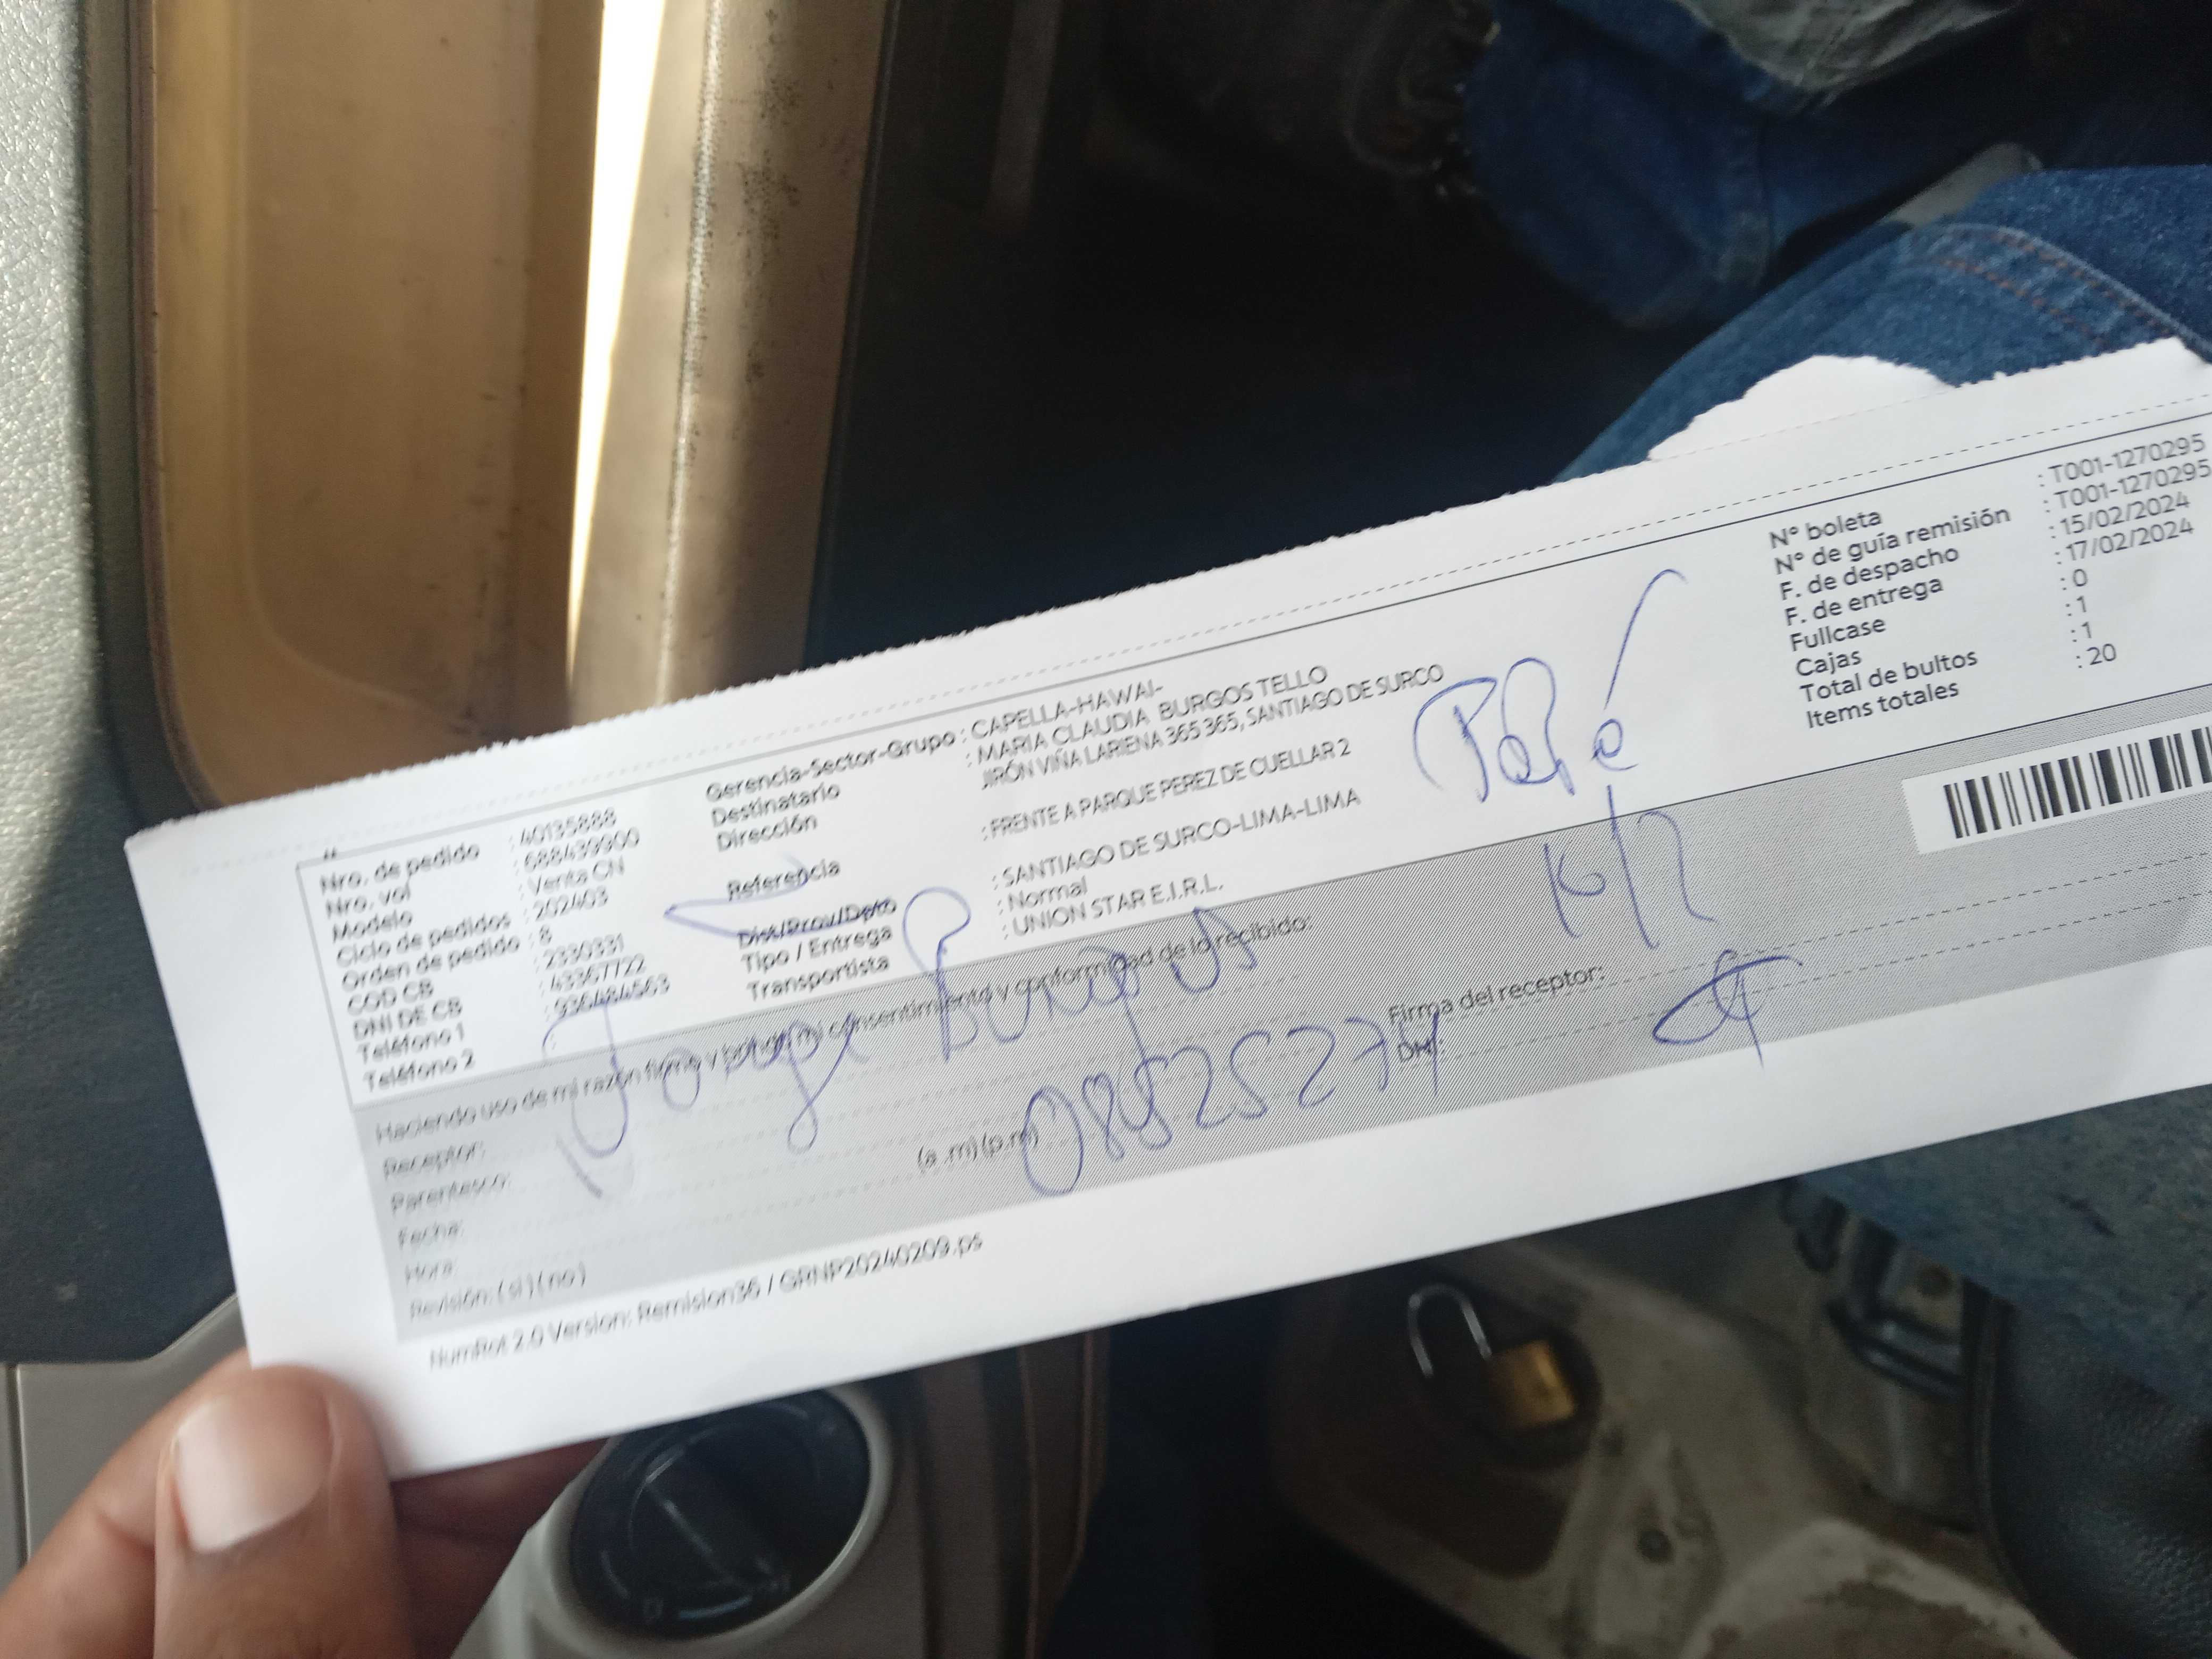 Nro. de pedido : 40135888
Nro. vol : 688439900
Modelo : Venta CN
Ciclo de pedidos : 202403
Orden de pedido : 8
COD CB : 2330331
DNI DE CB : 43367722
Teléfono 1 : 936484563
Teléfono 2 :
Gerencia-Sector-Grupo : CAPELLA-HAWAI-
Destinatario : MARIA CLAUDIA BURGOS TELLO
Dirección JIRÓN VIÑA LARIENA 365 365, SANTIAGO DE SURCO
Referencia : FRENTE A PARQUE PEREZ DE CUELLAR 2
Dist/Prov/Dpto : SANTIAGO DE SURCO-LIMA-LIMA
Tipo / Entrega : Normal
Transportista : UNION STAR E.I.R.L.
N° boleta : T001-1270295
N° de guía remisión : T001-1270295
F. de despacho : 15/02/2024
F. de entrega : 17/02/2024
Fullcase : 0
Cajas : 1
Total de bultos : 1
Items totales : 20
16/2
Haciendo uso de mi razón firmo y brindo mi consentimiento y conformidad de lo recibido:
Receptor:
Jorge Burgos
Parentesco:
Fecha:
Hora: (a .m) (p.m)
Revisión: ( si ) ( no )
Firma del receptor:
DNI:
NumRot 2.0 Version: Remision36 / GRNP20240209.ps